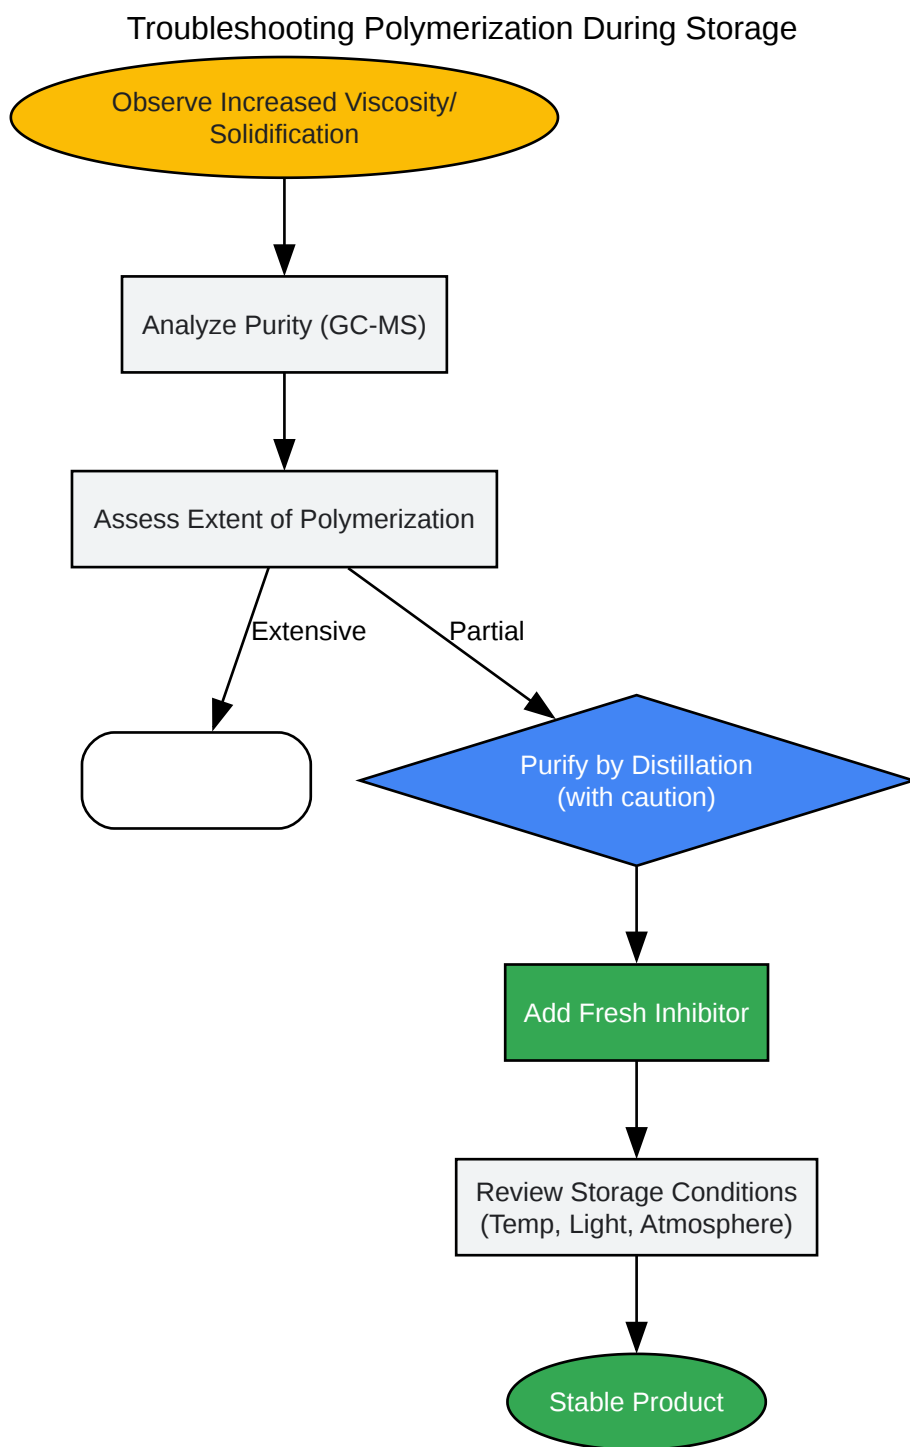 Troubleshooting Polymerization During Storage
Observe Increased Viscosity/
Solidification
Analyze Purity (GC-MS)
Assess Extent of Polymerization
Extensive
Partial
Purify by Distillation
(with caution)
Add Fresh Inhibitor
Review Storage Conditions
(Temp, Light, Atmosphere)
Stable Product